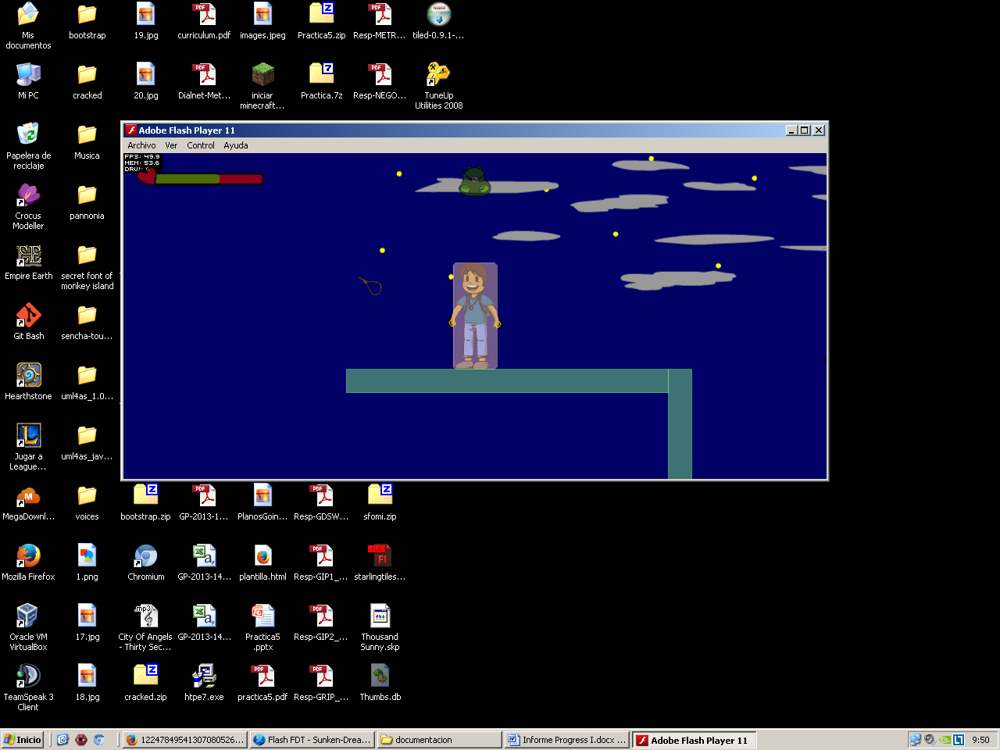 Mis
documentos
bootstrap
19.jpg
curriculum.pdf
images.jpeg
Practica5.zip
Resp-METR...
tiled-0.9.1-...
Mi PC
cracked
20.jpg
Dialnet-Met...
iniciar
minecraft...
Practica.7z
Resp-NEGO...
TuneUp
Utilities 2008
Papelera de
reciclaje
Musica
Crocus
Modeller
pannonia
Empire Earth
secret font of
monkey island
Git Bash
sencha-tou...
Hearthstone
uml4as_1.0...
Jugar a
League...
uml4as_jav...
Adobe Flash Player 11
Archivo Ver Control Ayuda
FPS: 49.9
MEM: 53.6
MegaDownl...
voices
bootstrap.zip
GP-2013-1...
PlanosGoin...
Resp-GDSW...
sfomi.zip
Mozilla Firefox
1.png
Chromium
GP-2013-14...
plantilla.html
Resp-GIP1_...
starlingtiles...
Oracle VM
VirtualBox
17.jpg
City Of Angels
- Thirty Sec...
GP-2013-14...
Practica5
.pptx
Resp-GIP2_...
Thousand
Sunny.skp
TeamSpeak 3
Client
18.jpg
cracked.zip
htpe7.exe
practica5.pdf
Resp-GRIP_...
Thumbs.db
Inicio
12247849541307080526...
Flash FDT - Sunken-Drea...
documentacion
Informe Progress I.docx ...
Adobe Flash Player 11
9:50